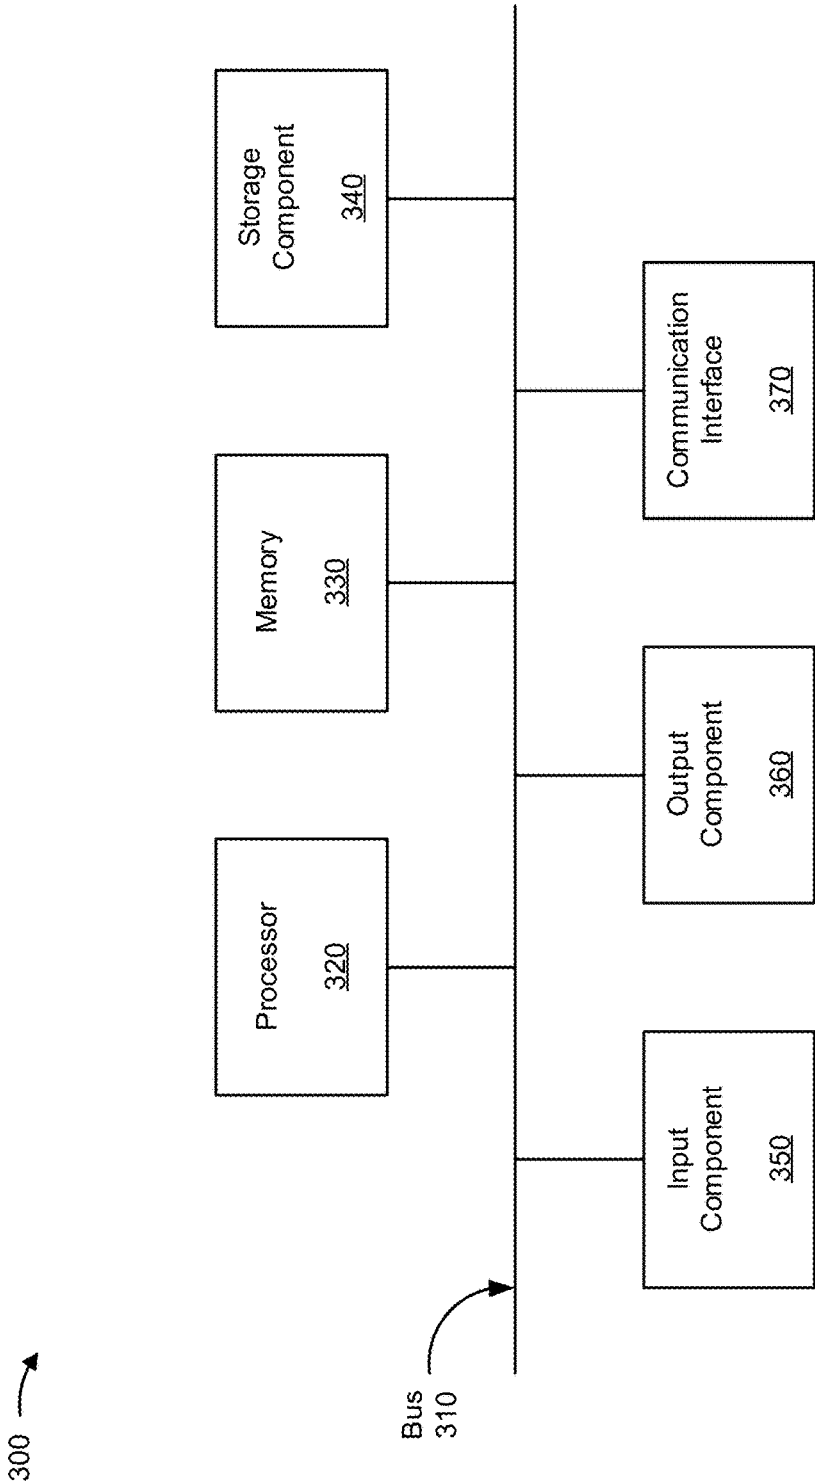 300
Processor
320
Memory
330
Storage
Component
340
Bus
310
Input
Component
350
Output
Component
360
Communication
Interface
370